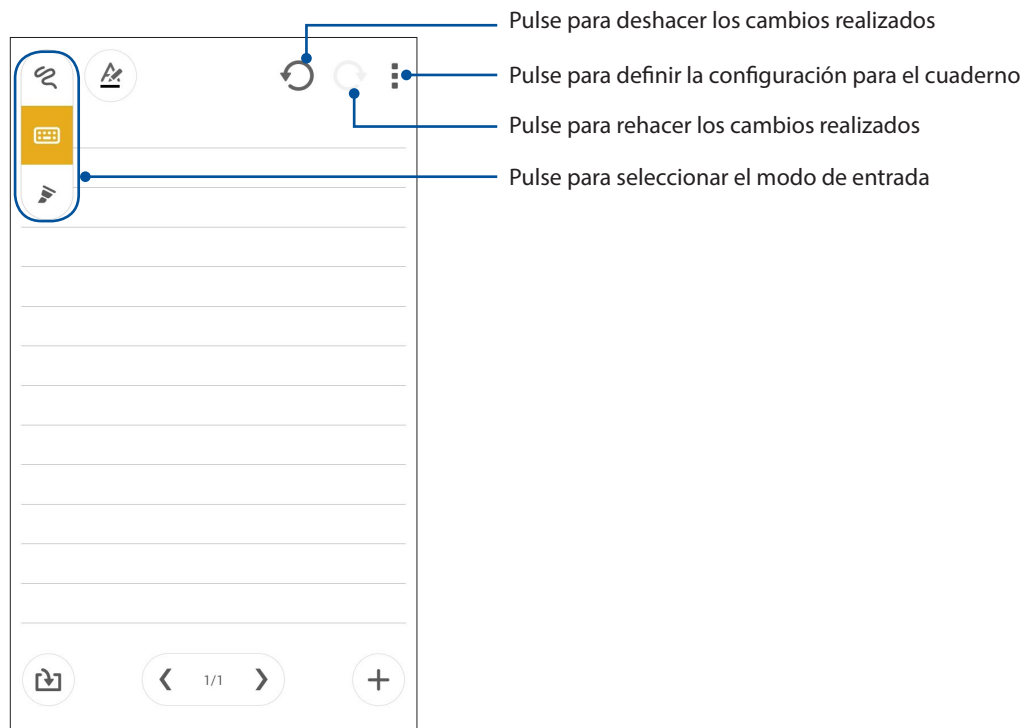 Pulse para deshacer los cambios realizados
Pulse para definir la configuración para el cuaderno
Pulse para rehacer los cambios realizados
Pulse para seleccionar el modo de entrada
1/1